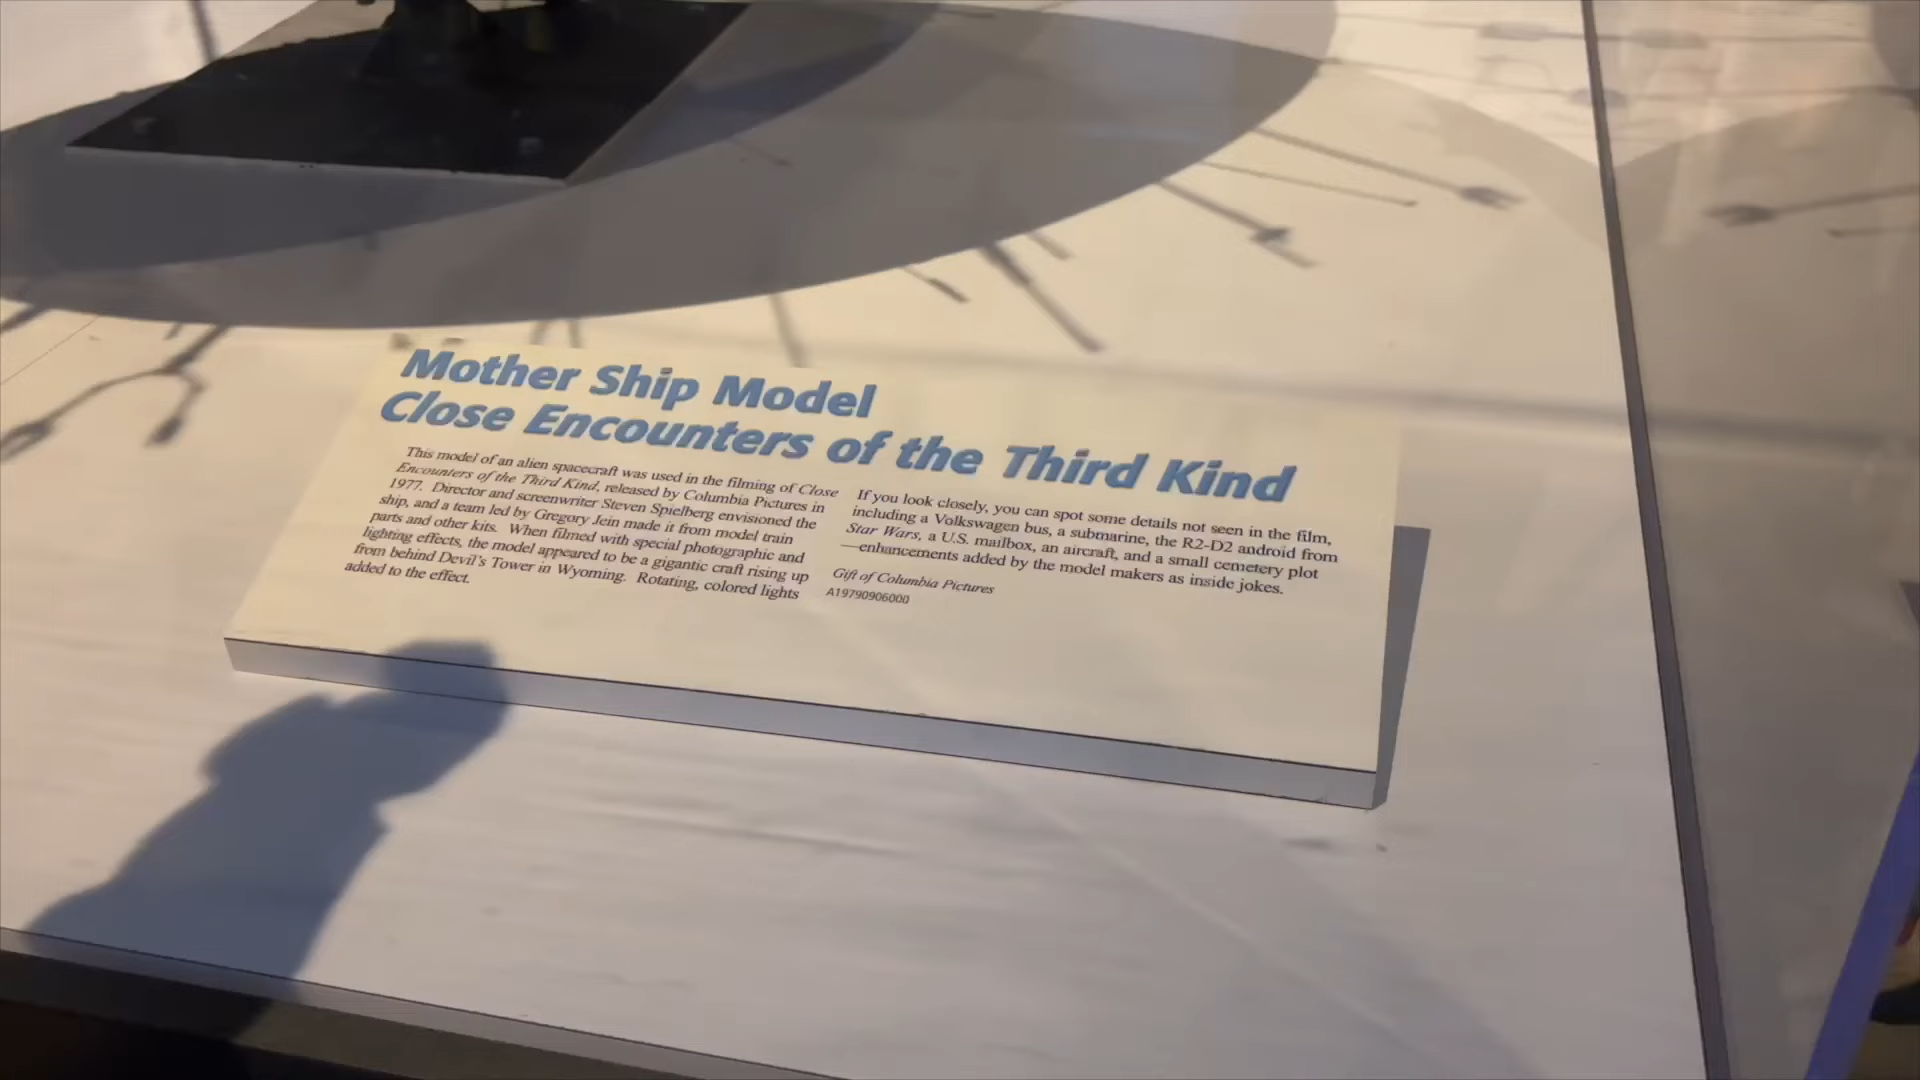 Mother Ship Model
Close Encounters of the Third Kind
This model of an alien spacecraft was used in the filming of Close
Encounters of the Third Kind, released by Columbia Pictures in
1977. Director and screenwriter Steven Spielberg envisioned the
ship, and a team led by Gregory Jein made it from model train
parts and other kits. When filmed with special photographic and
lighting effects, the model appeared to be a gigantic craft rising up
from behind Devil's Tower in Wyoming. Rotating, colored lights
added to the effect.
If you look closely, you can spot some details not seen in the film,
including a Volkswagen bus, a submarine, the R2-D2 android from
Star Wars, a U.S. mailbox, an aircraft, and a small cemetery plot
—enhancements added by the model makers as inside jokes.
Gift of Columbia Pictures
A19790906000